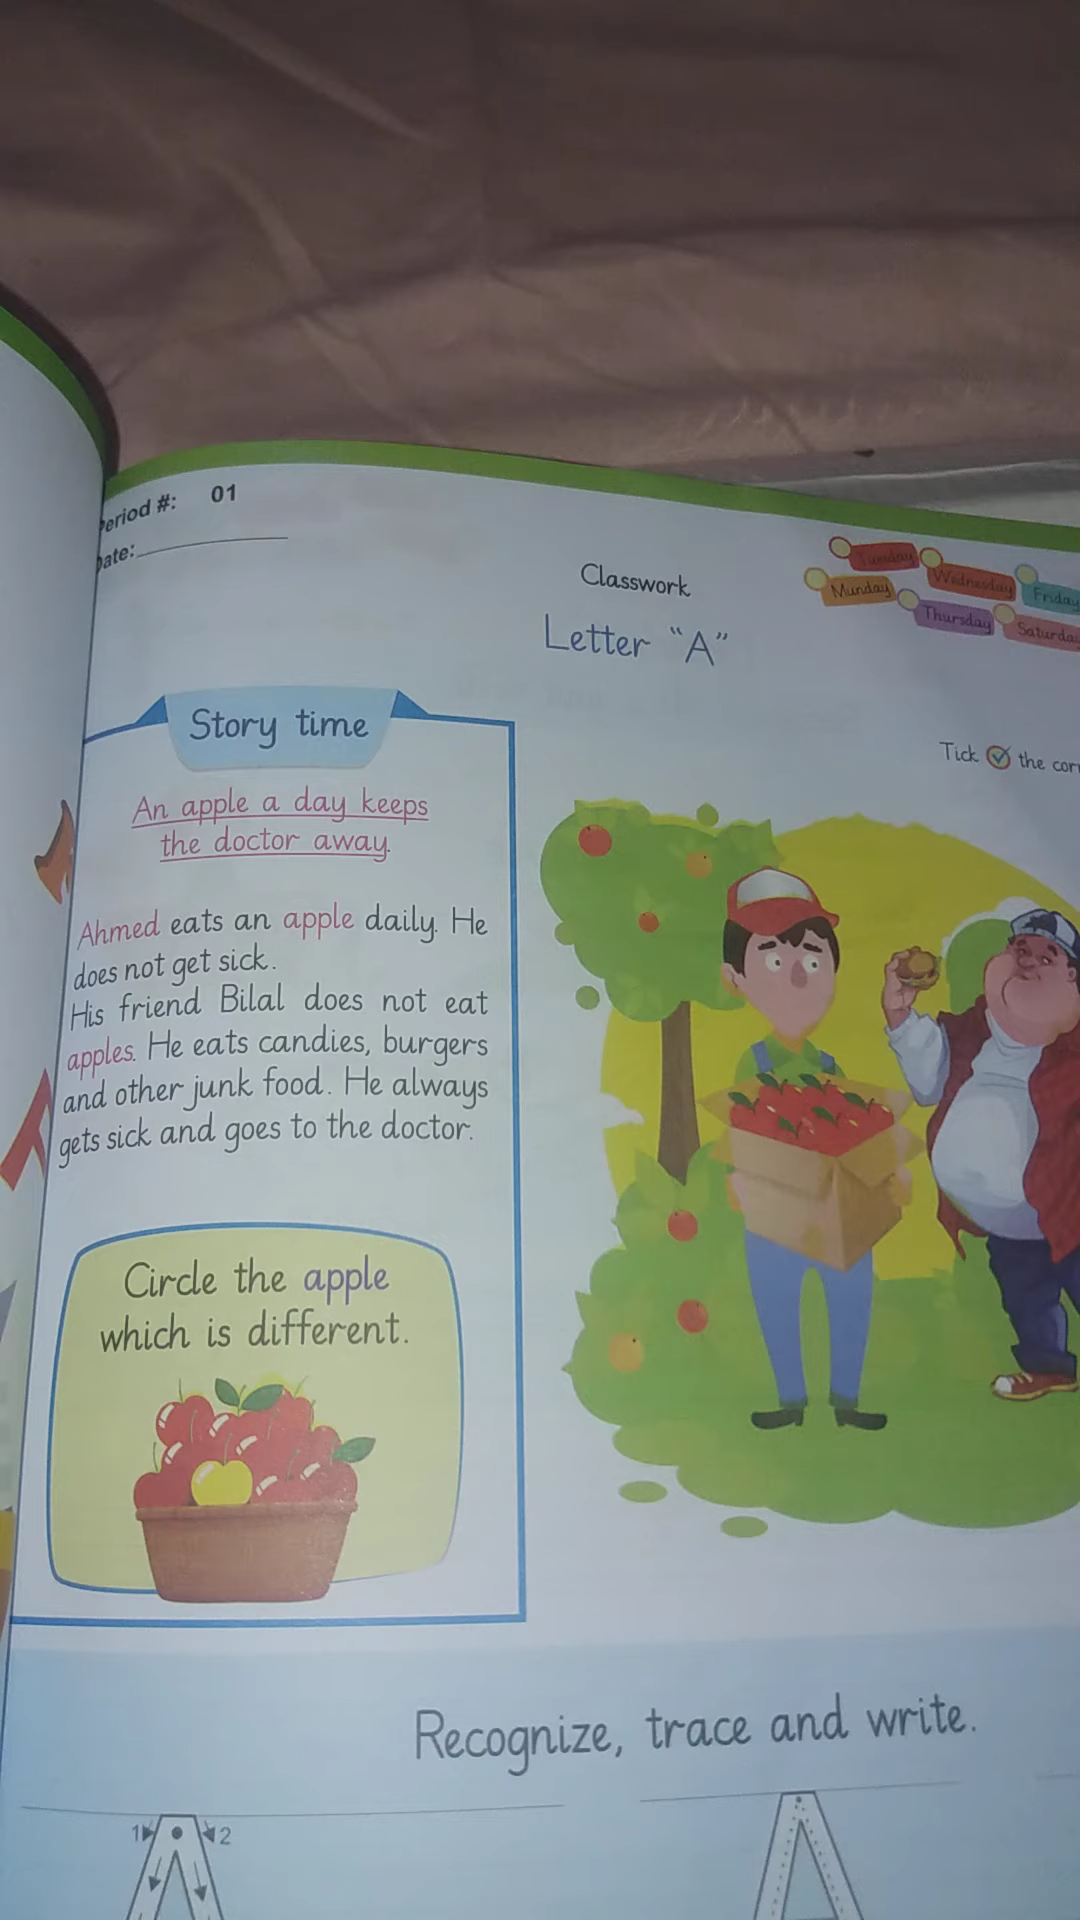 Period #: 01
Date:
Classwork
Letter "A"
Tuesday Wednesday Friday
Munday Thursday
Tick the
Story time
An apple a day keeps
the doctor away.
Ahmed eats an apple daily. He
does not get sick.
His friend Bilal does not eat
apples. He eats candies, burgers
and other junk food. He always
gets sick and goes to the doctor.
Circle the apple
which is different.
Recognize, trace and write.
1 2
A A